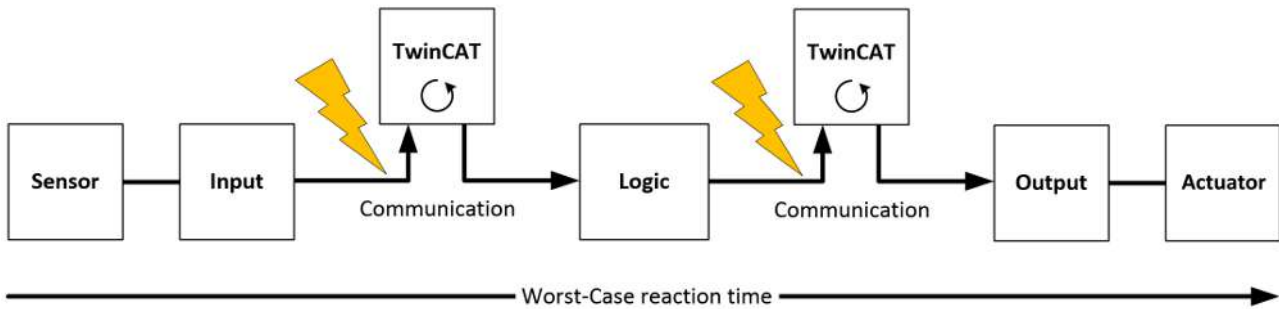 TwinCAT
TwinCAT
Sensor
Input
Logic
Output
Actuator
Communication
Communication
Worst-Case reaction time